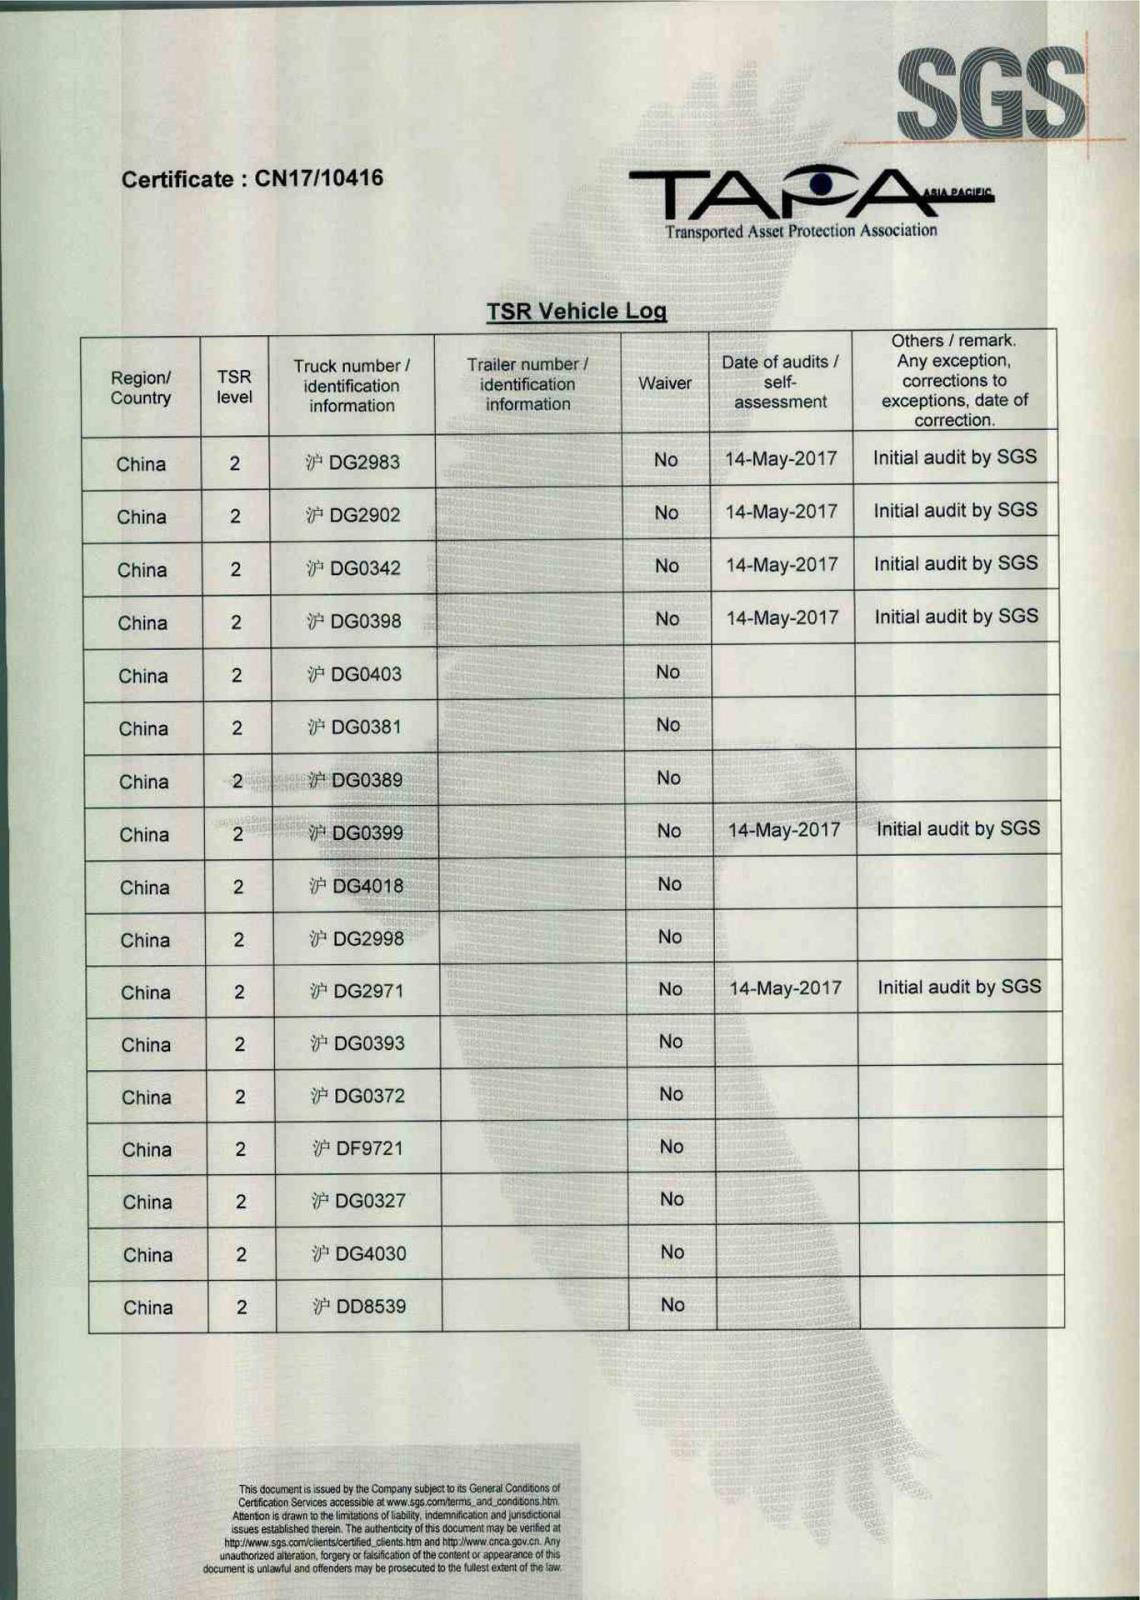 SGS
Certificate : CN17/10416
TAPA
ASIA PACIFIC
Transported Asset Protection Association
TSR Vehicle Log
Region/ Country TSR level Truck number / identification information Trailer number / identification information Waiver Date of audits / self-assessment Others / remark. Any exception, corrections to exceptions, date of correction.
China 2 沪 DG2983 No 14-May-2017 Initial audit by SGS
China 2 沪 DG2902 No 14-May-2017 Initial audit by SGS
China 2 沪 DG0342 No 14-May-2017 Initial audit by SGS
China 2 沪 DG0398 No 14-May-2017 Initial audit by SGS
China 2 沪 DG0403 No
China 2 沪 DG0381 No
China 2 沪 DG0389 No
China 2 沪 DG0399 No 14-May-2017 Initial audit by SGS
China 2 沪 DG4018 No
China 2 沪 DG2998 No
China 2 沪 DG2971 No 14-May-2017 Initial audit by SGS
China 2 沪 DG0393 No
China 2 沪 DG0372 No
China 2 沪 DF9721 No
China 2 沪 DG0327 No
China 2 沪 DG4030 No
China 2 沪 DD8539 No
This document is issued by the Company subject to its General Conditions of
Certification Services accessible at www.sgs.com/terms_and_conditions.htm.
Attention is drawn to the limitations of liability, indemnification and jurisdictional
issues established therein. The authenticity of this document may be verified at
http://www.sgs.com/clients/certified_clients.htm and http://www.cnca.gov.cn. Any
unauthorized alteration, forgery or falsification of the content or appearance of this
document is unlawful and offenders may be prosecuted to the fullest extent of the law.